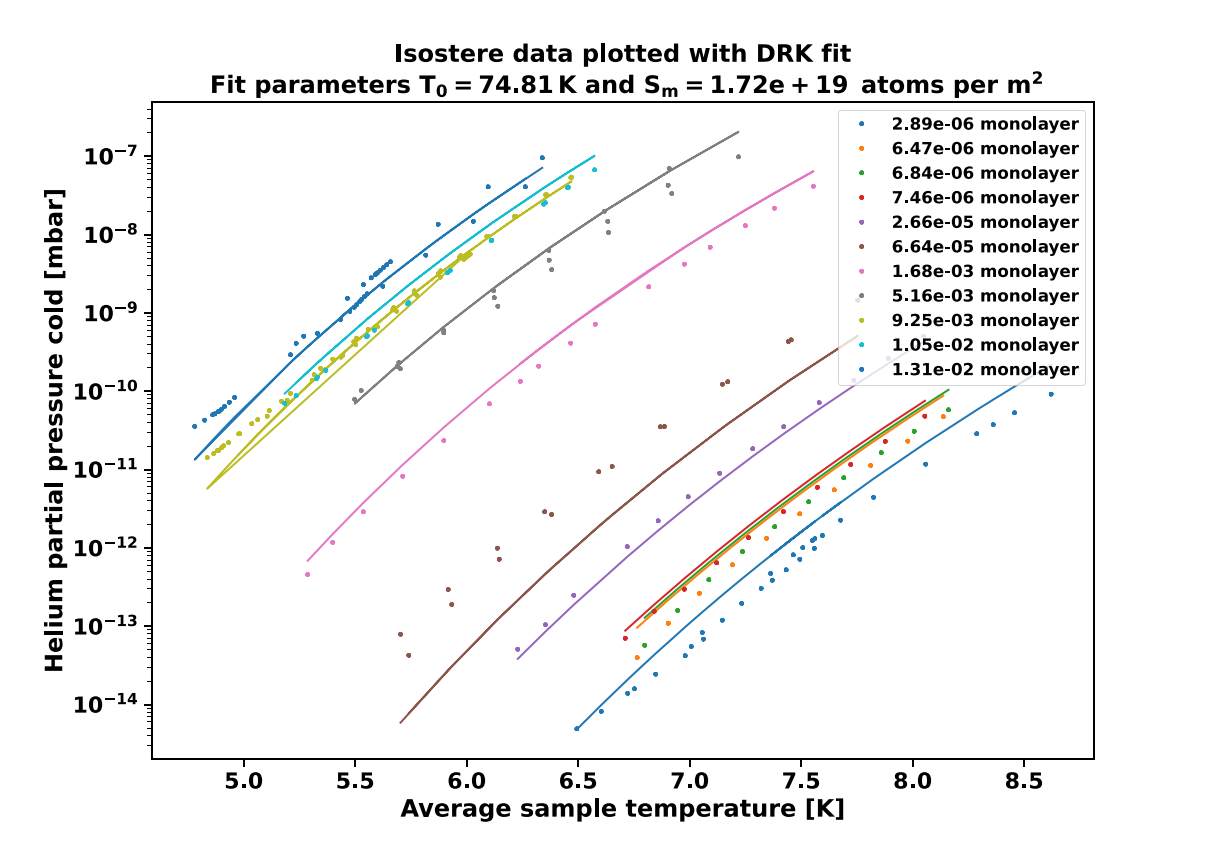 Isostere data plotted with DRK fit
Fit parameters T₀ = 74.81 K and Sₘ = 1.72e + 19 atoms per m²
2.89e-06 monolayer
6.47e-06 monolayer
6.84e-06 monolayer
7.46e-06 monolayer
2.66e-05 monolayer
6.64e-05 monolayer
1.68e-03 monolayer
5.16e-03 monolayer
9.25e-03 monolayer
1.05e-02 monolayer
1.31e-02 monolayer
Helium partial pressure cold [mbar]
10⁻⁷
10⁻⁸
10⁻⁹
10⁻¹⁰
10⁻¹¹
10⁻¹²
10⁻¹³
10⁻¹⁴
5.0 5.5 6.0 6.5 7.0 7.5 8.0 8.5
Average sample temperature [K]